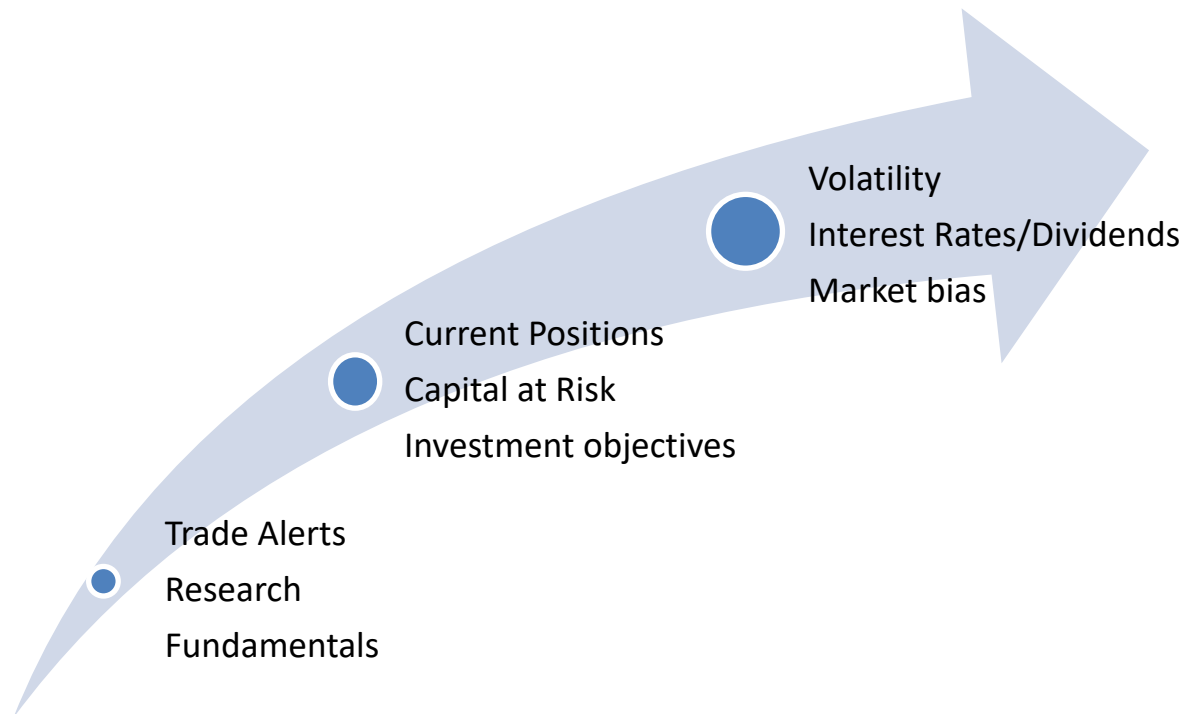 Volatility
Interest Rates/Dividends
Market bias
Current Positions
Capital at Risk
Investment objectives
Trade Alerts
Research
Fundamentals